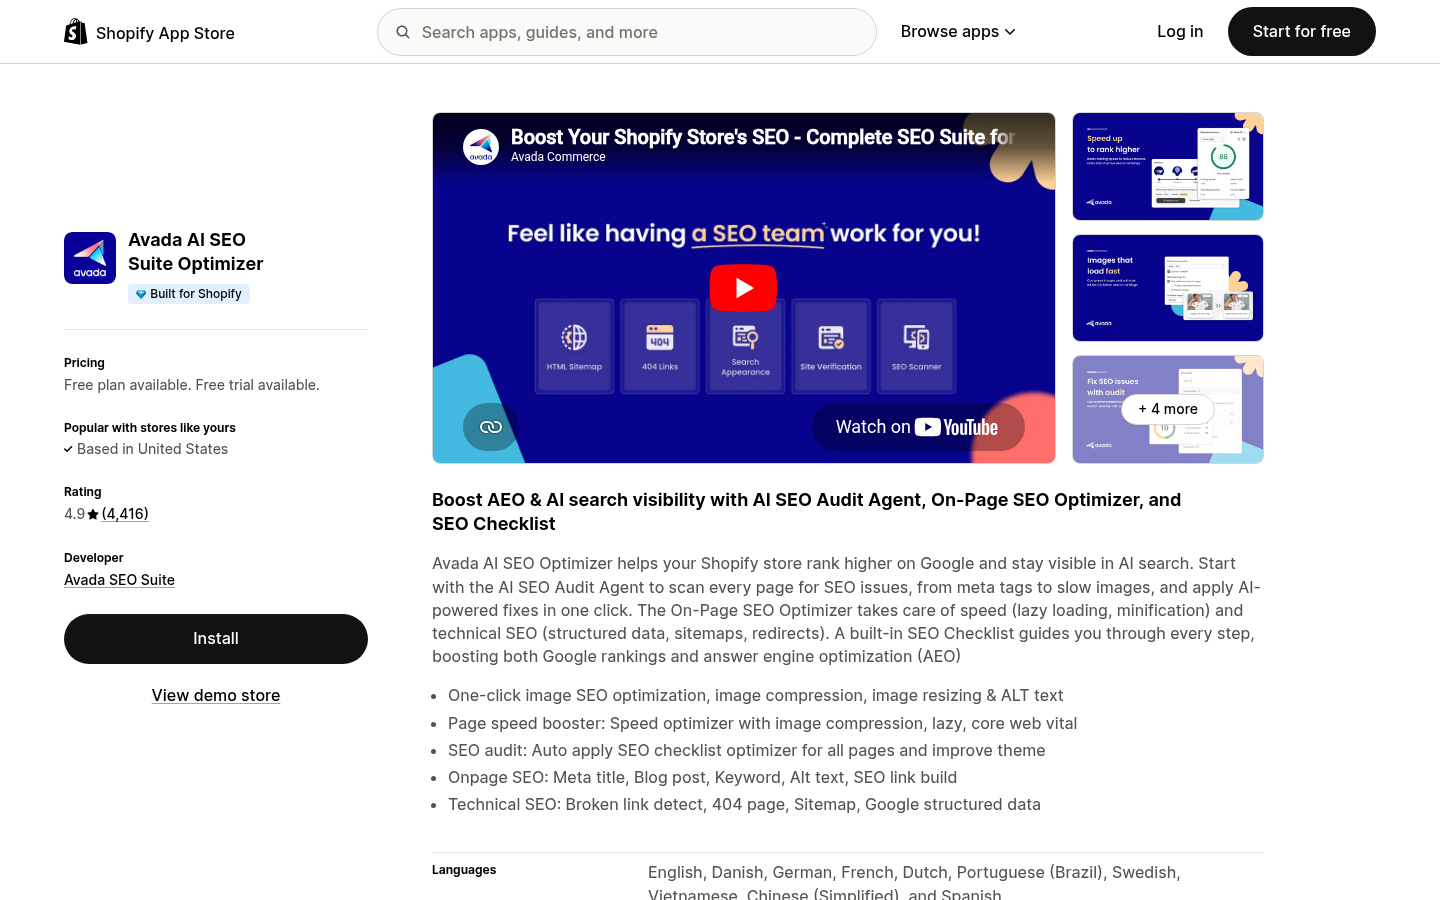 Shopify App Store
Search apps, guides, and more
Browse apps
Log in
Start for free
Avada AI SEO
Suite Optimizer
Built for Shopify
Pricing
Free plan available. Free trial available.
Popular with stores like yours
Based in United States
Rating
4.9 (4,416)
Developer
Avada SEO Suite
Install
View demo store
avada
Boost Your Shopify Store's SEO - Complete SEO Suite for
Avada Commerce
Feel like having a SEO team work for you!
HTML Sitemap
404
404 Links
Search
Appearance
Site Verification
SEO Scanner
Watch on YouTube
Speed up
to rank higher
86
avada
Images that
load fast
avada
Fix SEO issues
with audit
19
avada
+ 4 more
Boost AEO & AI search visibility with AI SEO Audit Agent, On-Page SEO Optimizer, and
SEO Checklist
Avada AI SEO Optimizer helps your Shopify store rank higher on Google and stay visible in AI search. Start
with the AI SEO Audit Agent to scan every page for SEO issues, from meta tags to slow images, and apply AI-
powered fixes in one click. The On-Page SEO Optimizer takes care of speed (lazy loading, minification) and
technical SEO (structured data, sitemaps, redirects). A built-in SEO Checklist guides you through every step,
boosting both Google rankings and answer engine optimization (AEO)
One-click image SEO optimization, image compression, image resizing & ALT text
Page speed booster: Speed optimizer with image compression, lazy, core web vital
SEO audit: Auto apply SEO checklist optimizer for all pages and improve theme
Onpage SEO: Meta title, Blog post, Keyword, Alt text, SEO link build
Technical SEO: Broken link detect, 404 page, Sitemap, Google structured data
Languages
English, Danish, German, French, Dutch, Portuguese (Brazil), Swedish,
Vietnamese, Chinese (Simplified), and Spanish